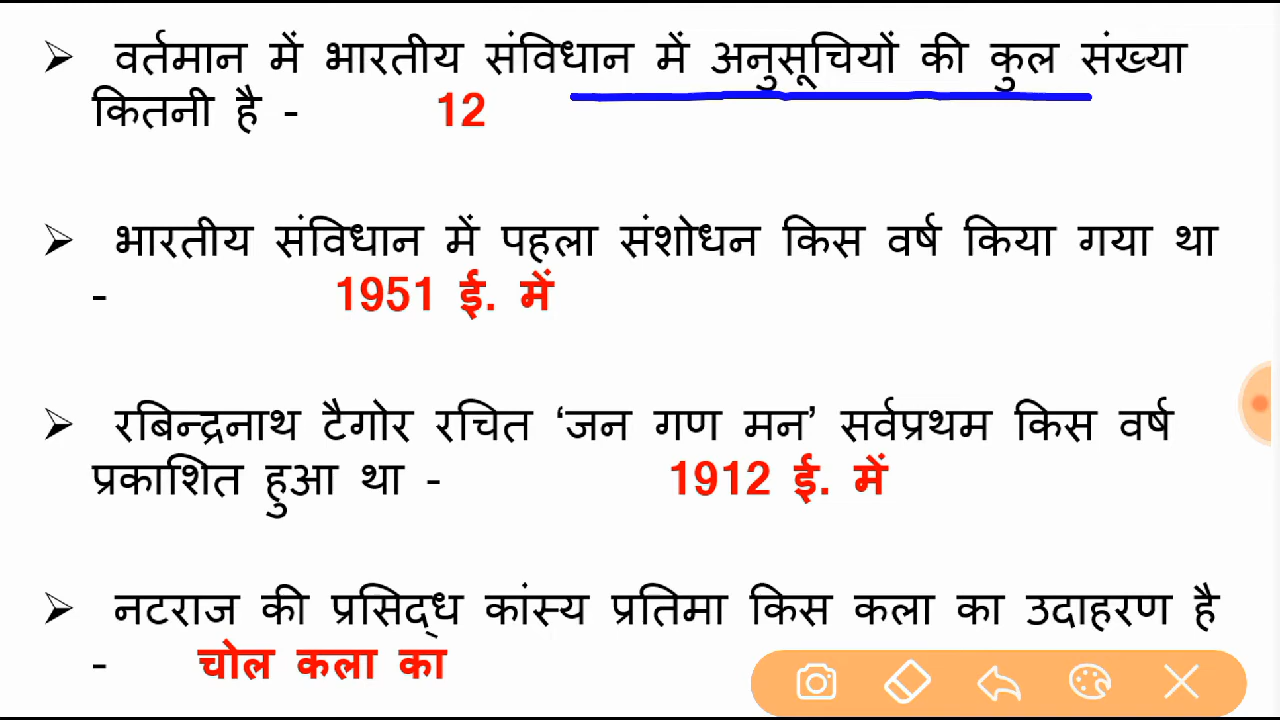 ➢ वर्तमान में भारतीय संविधान में अनुसूचियों की कुल संख्या
कितनी है - 12
➢ भारतीय संविधान में पहला संशोधन किस वर्ष किया गया था
- 1951 ई. में
➢ रबिन्द्रनाथ टैगोर रचित ‘जन गण मन’ सर्वप्रथम किस वर्ष
प्रकाशित हुआ था - 1912 ई. में
➢ नटराज की प्रसिद्ध कांस्य प्रतिमा किस कला का उदाहरण है
- चोल कला का